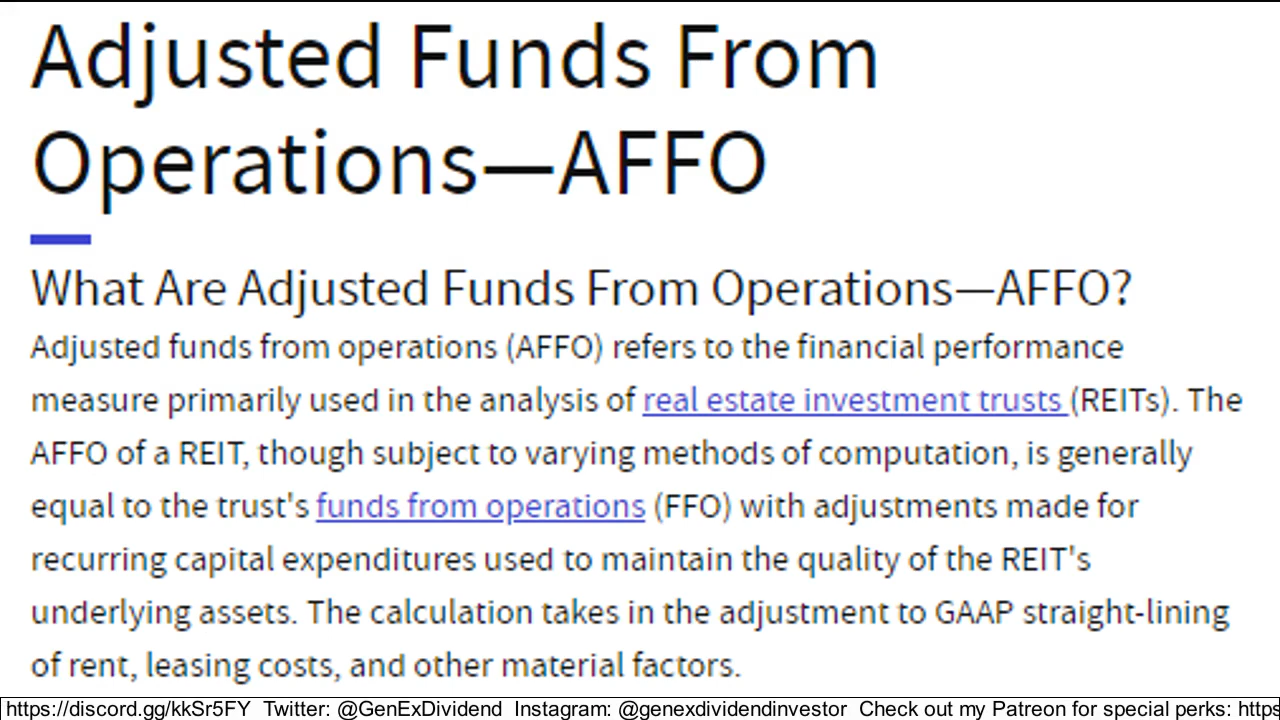 Adjusted Funds From
Operations—AFFO
What Are Adjusted Funds From Operations—AFFO?
Adjusted funds from operations (AFFO) refers to the financial performance
measure primarily used in the analysis of real estate investment trusts (REITs). The
AFFO of a REIT, though subject to varying methods of computation, is generally
equal to the trust's funds from operations (FFO) with adjustments made for
recurring capital expenditures used to maintain the quality of the REIT's
underlying assets. The calculation takes in the adjustment to GAAP straight-lining
of rent, leasing costs, and other material factors.
https://discord.gg/kkSr5FY Twitter: @GenExDividend Instagram: @genexdividendinvestor Check out my Patreon for special perks: https